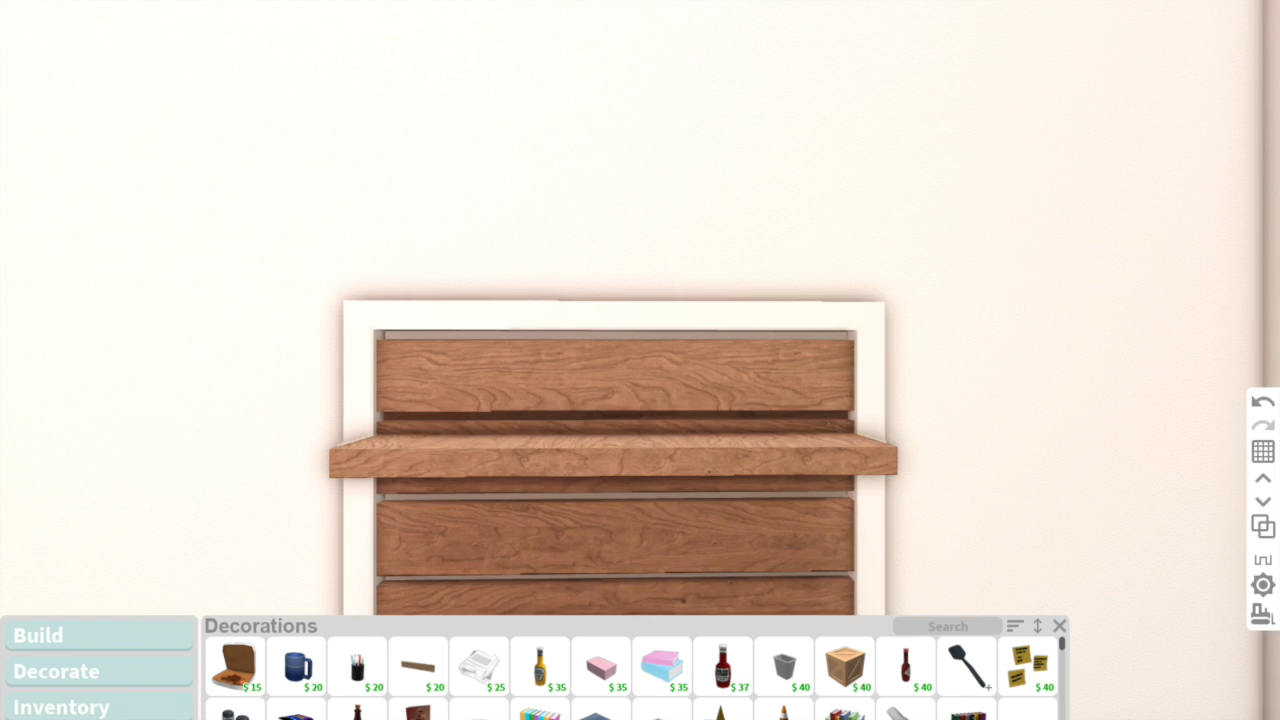 Build
Decorate
Inventory
Decorations
Search
$ 15
$ 20
$ 20
$ 20
$ 25
$ 35
$ 35
$ 35
$ 37
$ 40
$ 40
$ 40
$ 40